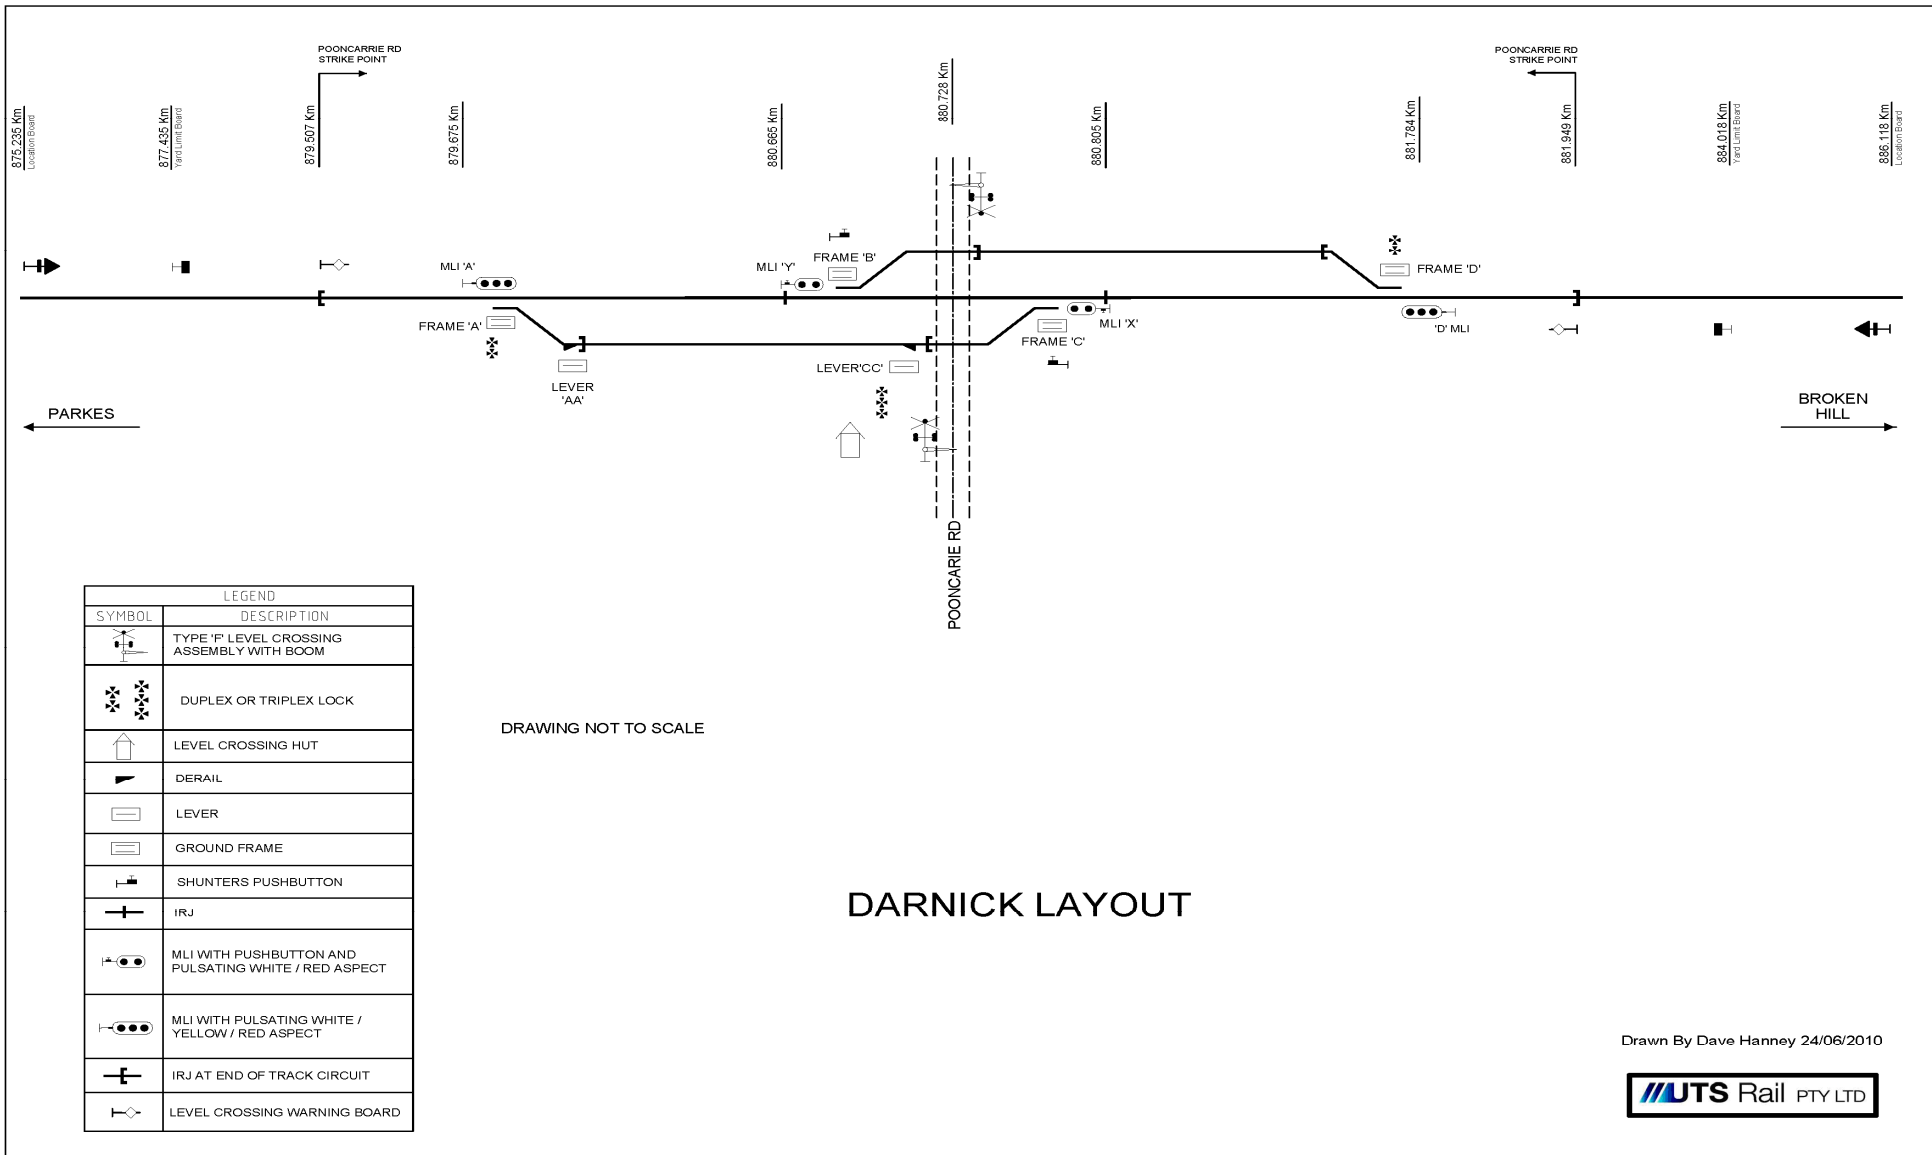 POONCARRIE RD
STRIKE POINT
POONCARRIE RD
STRIKE POINT
875.235 Km
Location Board
877.435 Km
Yard Limit Board
879.507 Km
879.675 Km
880.665 Km
880.728 Km
880.805 Km
881.784 Km
881.949 Km
884.018 Km
Yard Limit Board
886.118 Km
Location Board
MLI 'A'
MLI 'Y'
FRAME 'B'
FRAME 'D'
FRAME 'A'
MLI 'X'
'D' MLI
FRAME 'C'
LEVER
'AA'
LEVER'CC'
PARKES
BROKEN
HILL
POONCARIE RD
LEGEND
SYMBOL DESCRIPTION
TYPE 'F' LEVEL CROSSING
ASSEMBLY WITH BOOM
DUPLEX OR TRIPLEX LOCK
LEVEL CROSSING HUT
DERAIL
LEVER
GROUND FRAME
SHUNTERS PUSHBUTTON
IRJ
MLI WITH PUSHBUTTON AND
PULSATING WHITE / RED ASPECT
MLI WITH PULSATING WHITE /
YELLOW / RED ASPECT
IRJ AT END OF TRACK CIRCUIT
LEVEL CROSSING WARNING BOARD
DRAWING NOT TO SCALE
DARNICK LAYOUT
Drawn By Dave Hanney 24/06/2010
UTS Rail PTY LTD